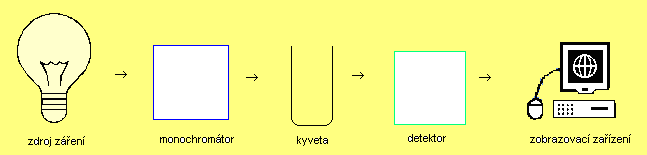 zdroj záření
monochromátor
kyveta
detektor
zobrazovací zařízení